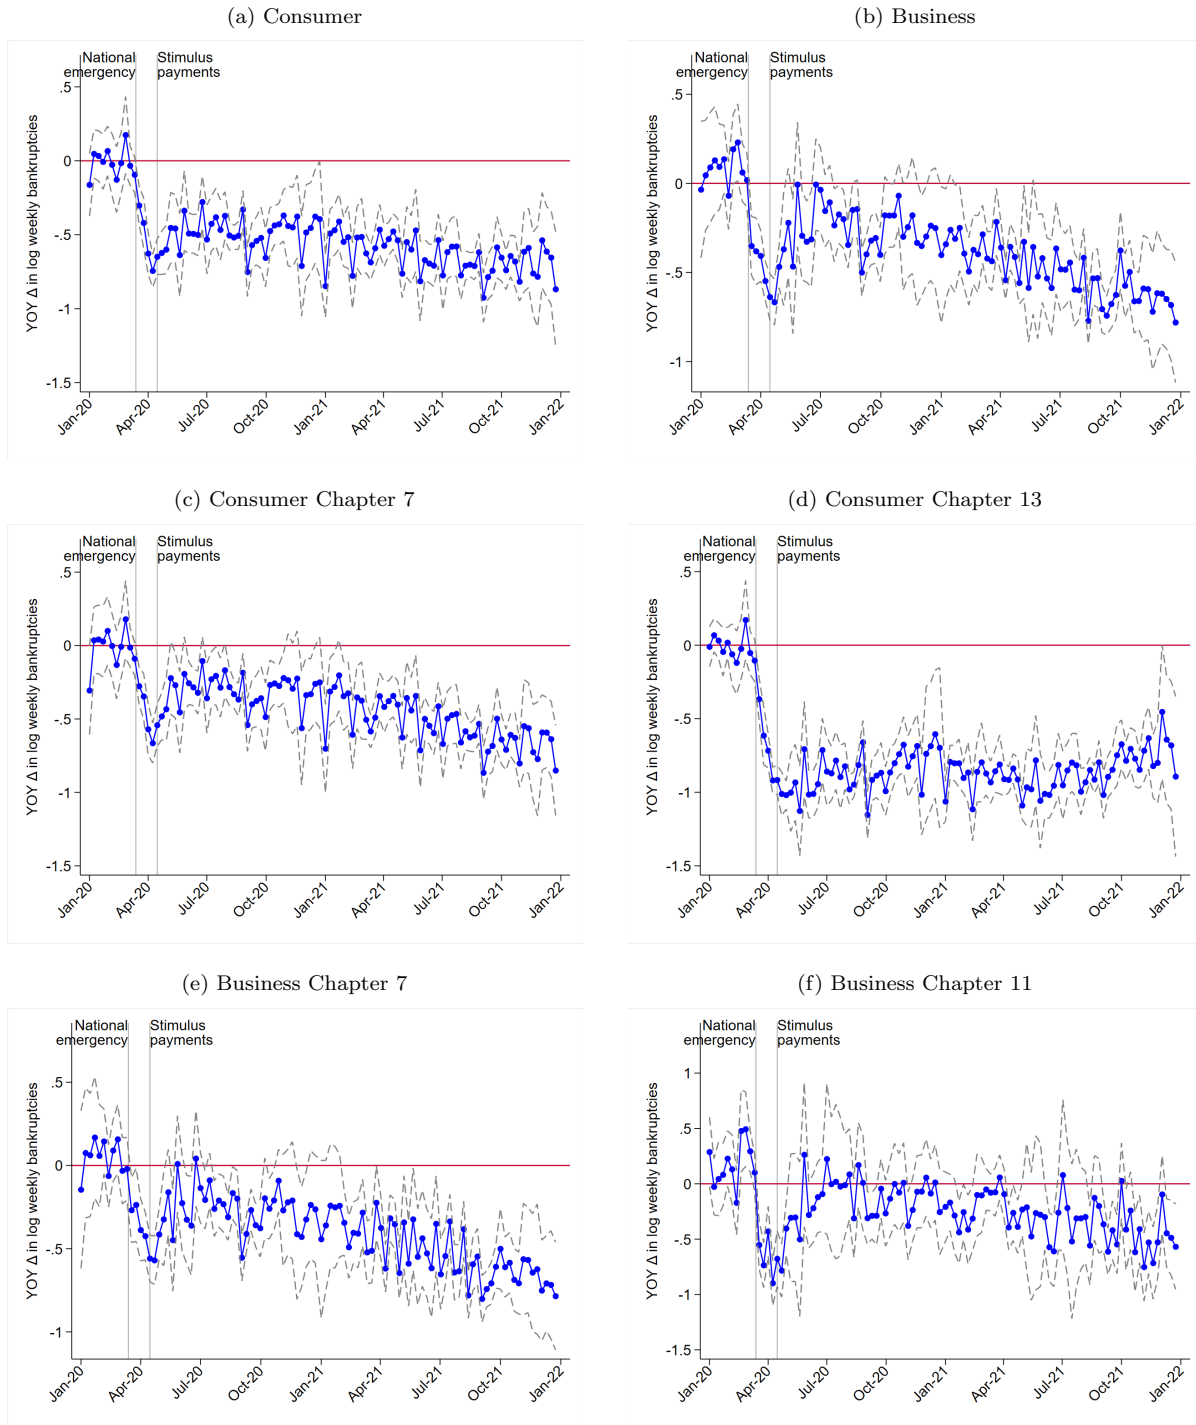 (a) Consumer
National
emergency
Stimulus
payments
YOY Δ in log weekly bankruptcies
.5
0
-.5
-1
-1.5
Jan-20
Apr-20
Jul-20
Oct-20
Jan-21
Apr-21
Jul-21
Oct-21
Jan-22
(b) Business
National
emergency
Stimulus
payments
YOY Δ in log weekly bankruptcies
.5
0
-.5
-1
Jan-20
Apr-20
Jul-20
Oct-20
Jan-21
Apr-21
Jul-21
Oct-21
Jan-22
(c) Consumer Chapter 7
National
emergency
Stimulus
payments
YOY Δ in log weekly bankruptcies
.5
0
-.5
-1
-1.5
Jan-20
Apr-20
Jul-20
Oct-20
Jan-21
Apr-21
Jul-21
Oct-21
Jan-22
(d) Consumer Chapter 13
National
emergency
Stimulus
payments
YOY Δ in log weekly bankruptcies
.5
0
-.5
-1
-1.5
Jan-20
Apr-20
Jul-20
Oct-20
Jan-21
Apr-21
Jul-21
Oct-21
Jan-22
(e) Business Chapter 7
National
emergency
Stimulus
payments
YOY Δ in log weekly bankruptcies
.5
0
-.5
-1
Jan-20
Apr-20
Jul-20
Oct-20
Jan-21
Apr-21
Jul-21
Oct-21
Jan-22
(f) Business Chapter 11
National
emergency
Stimulus
payments
YOY Δ in log weekly bankruptcies
1
.5
0
-.5
-1
-1.5
Jan-20
Apr-20
Jul-20
Oct-20
Jan-21
Apr-21
Jul-21
Oct-21
Jan-22